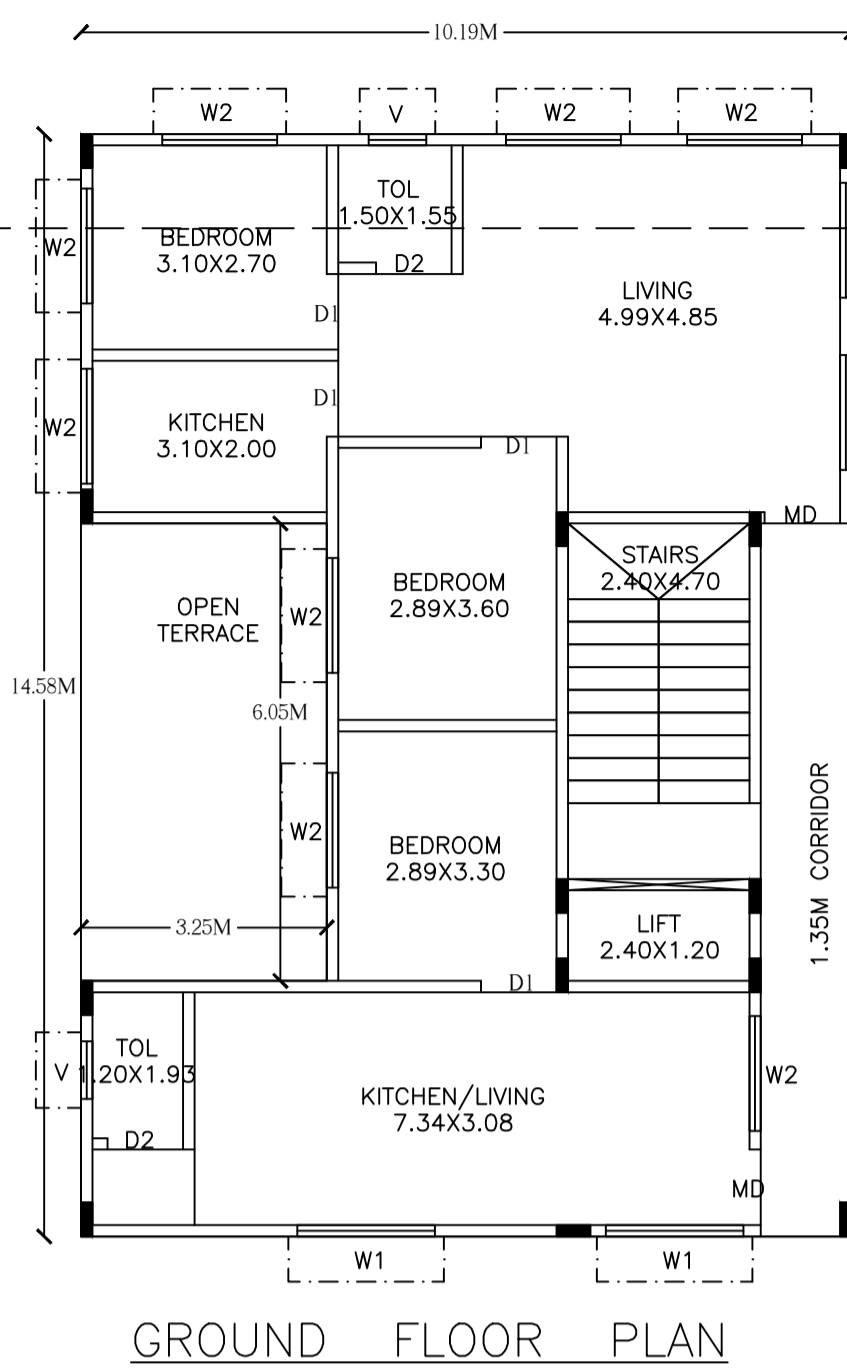 10.19M
W2
V
W2
W2
TOL
1.50X1.55
W2
BEDROOM
3.10X2.70
D2
LIVING
4.99X4.85
D1
D1
W2
KITCHEN
3.10X2.00
D1
MD
STAIRS
2.40X4.70
BEDROOM
2.89X3.60
OPEN
TERRACE
W2
14.58M
6.05M
W2
BEDROOM
2.89X3.30
1.35M CORRIDOR
3.25M
LIFT
2.40X1.20
D1
TOL
1.20X1.93
V
W2
KITCHEN/LIVING
7.34X3.08
D2
MD
W1
W1
GROUND FLOOR PLAN